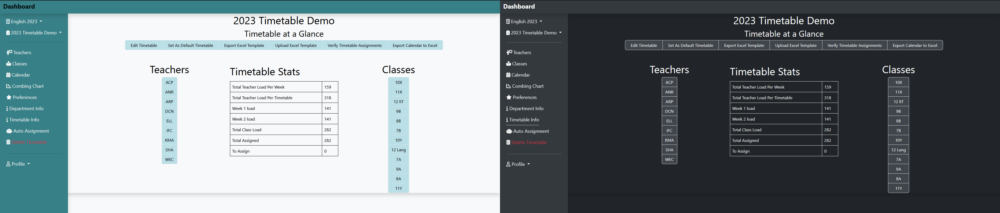 Dashboard
English 2023
2023 Timetable Demo
Teachers
Classes
Calendar
Combing Chart
Preferences
Department Info
Timetable Info
Auto Assignment
Delete Timetable
Profile
2023 Timetable Demo
Timetable at a Glance
Edit Timetable Set As Default Timetable Export Excel Template Upload Excel Template Verify Timetable Assignments Export Calendar to Excel
Teachers
ACP
ANR
ARP
DCN
ELL
IFC
KMA
SHA
WEC
Timetable Stats
Total Teacher Load Per Week 159
Total Teacher Load Per Timetable 318
Week 1 load 141
Week 2 load 141
Total Class Load 282
Total Assigned 282
To Assign 0
Classes
10X
11X
12 IIT
9B
8B
7B
10Y
12 Lang
7A
9A
8A
11Y
Dashboard
English 2023
2023 Timetable Demo
Teachers
Classes
Calendar
Combing Chart
Preferences
Department Info
Timetable Info
Auto Assignment
Delete Timetable
Profile
2023 Timetable Demo
Timetable at a Glance
Edit Timetable Set As Default Timetable Export Excel Template Upload Excel Template Verify Timetable Assignments Export Calendar to Excel
Teachers
ACP
ANR
ARP
DCN
ELL
IFC
KMA
SHA
WEC
Timetable Stats
Total Teacher Load Per Week 159
Total Teacher Load Per Timetable 318
Week 1 load 141
Week 2 load 141
Total Class Load 282
Total Assigned 282
To Assign 0
Classes
10X
11X
12 IIT
9B
8B
7B
10Y
12 Lang
7A
9A
8A
11Y